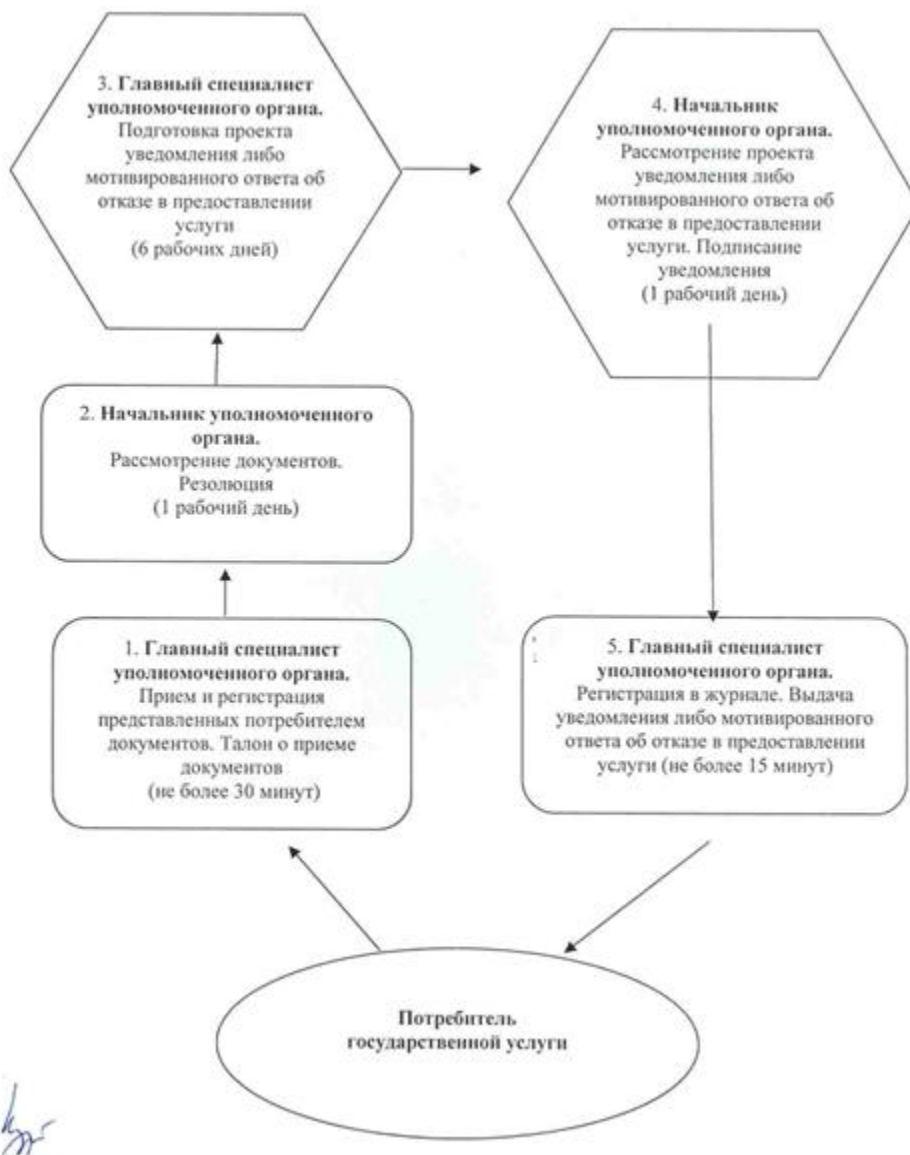 3. Главный специалист
уполномоченного органа.
Подготовка проекта
уведомления либо
мотивированного ответа об
отказе в предоставлении
услуги
(6 рабочих дней)
4. Начальник
уполномоченного органа.
Рассмотрение проекта
уведомления либо
мотивированного ответа об
отказе в предоставлении
услуги. Подписание
уведомления
(1 рабочий день)
2. Начальник уполномоченного
органа.
Рассмотрение документов.
Резолюция
(1 рабочий день)
1. Главный специалист
уполномоченного органа.
Прием и регистрация
представленных потребителем
документов. Талон о приеме
документов
(не более 30 минут)
5. Главный специалист
уполномоченного органа.
Регистрация в журнале. Выдача
уведомления либо мотивированного
ответа об отказе в предоставлении
услуги (не более 15 минут)
Потребитель
государственной услуги